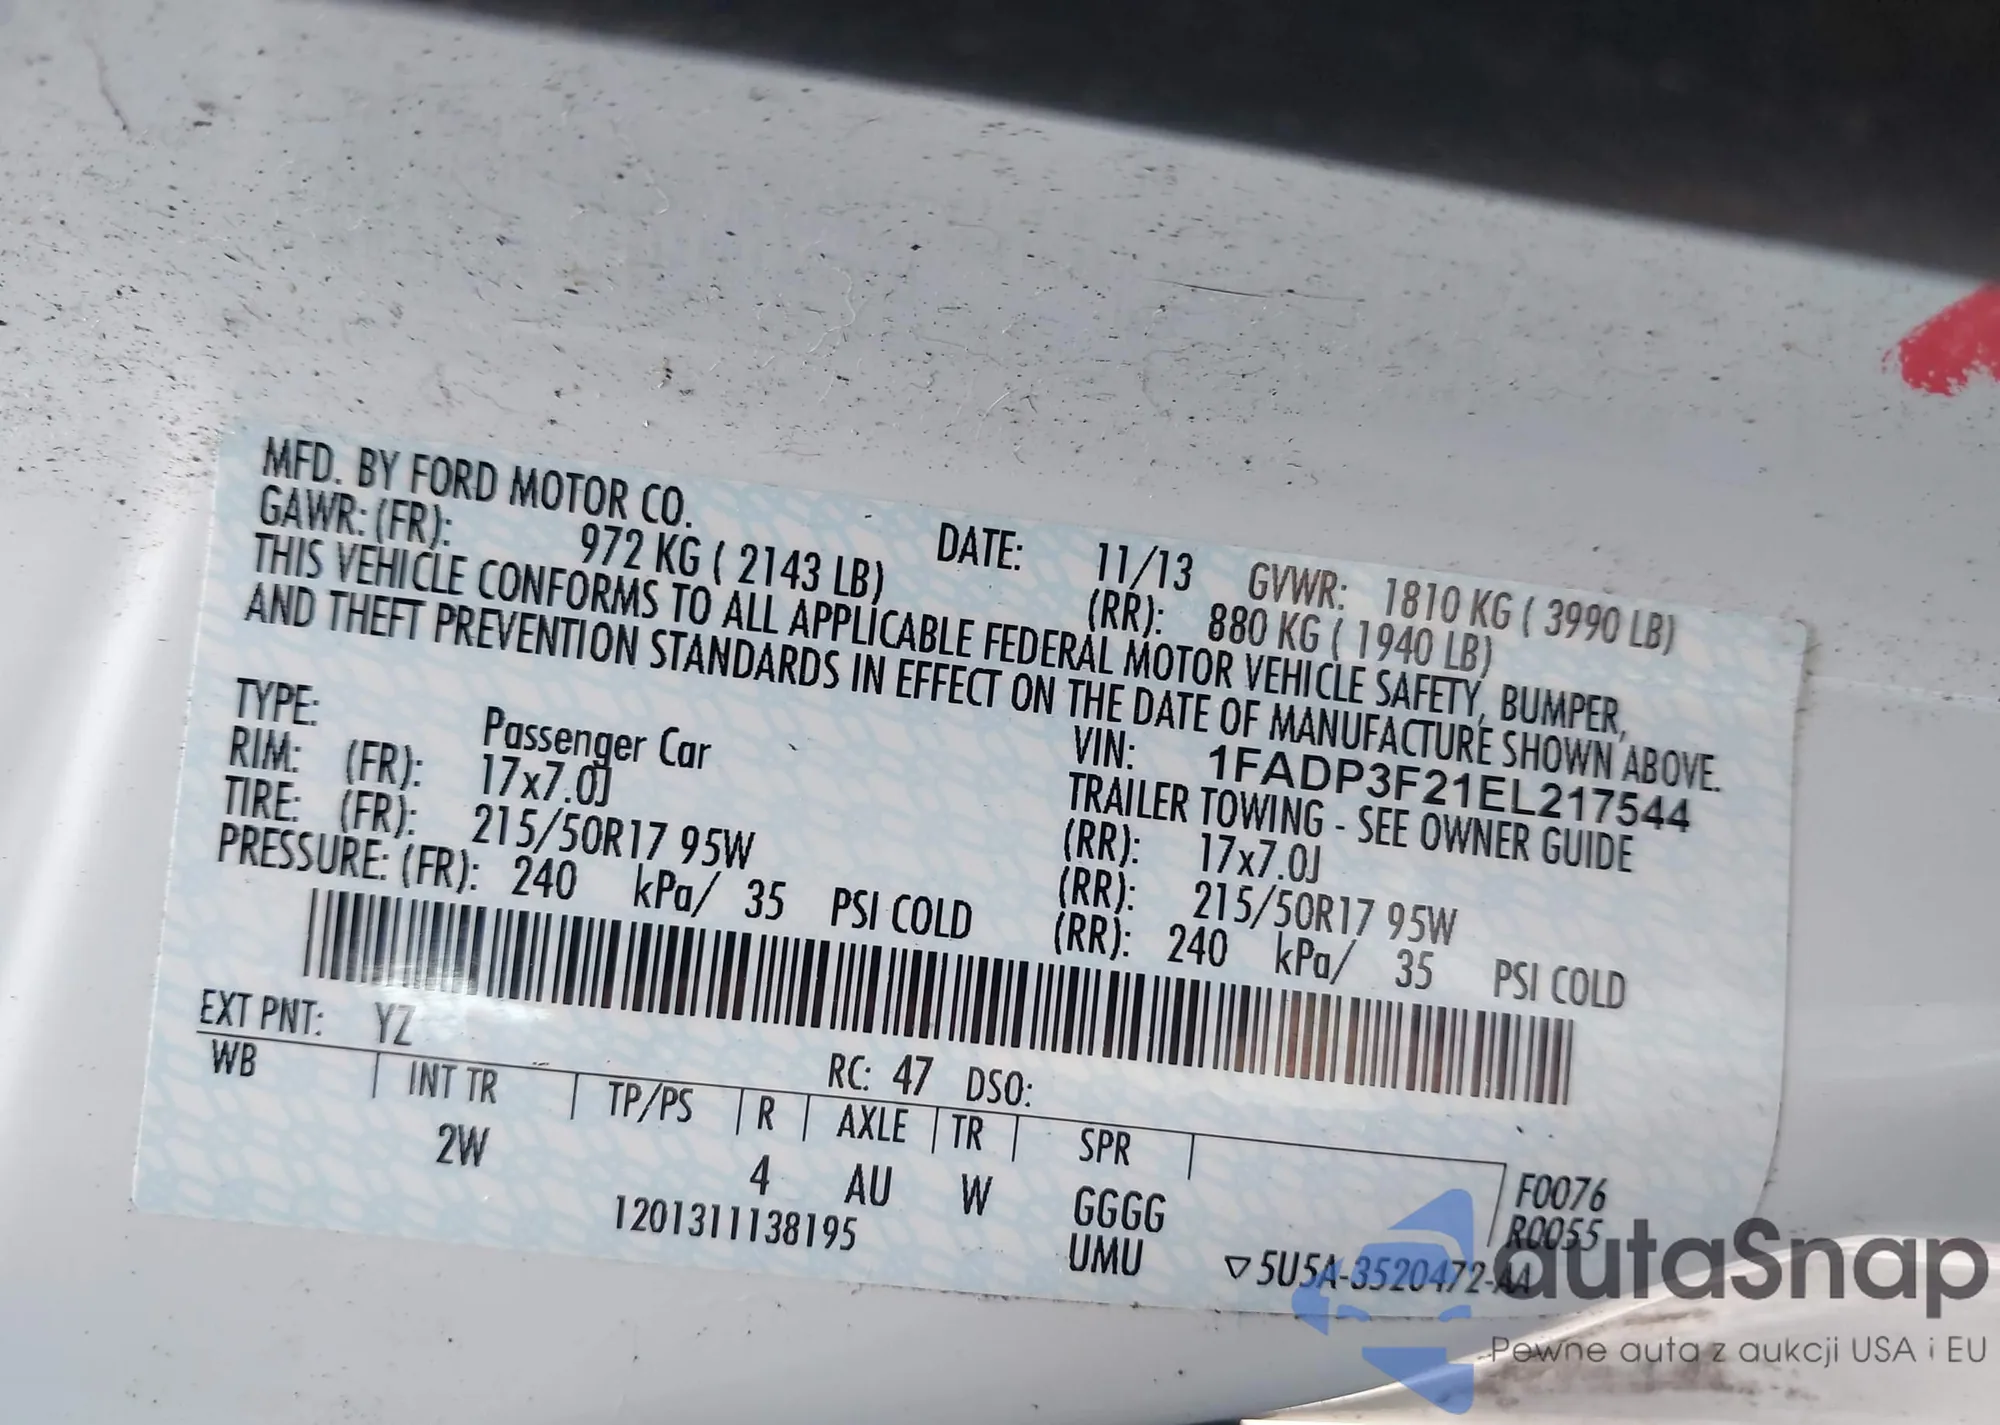 MFD. BY FORD MOTOR CO. DATE: 11/13 GVWR: 1810 KG ( 3990 LB)
GAWR: (FR): 972 KG ( 2143 LB) (RR): 880 KG ( 1940 LB)
THIS VEHICLE CONFORMS TO ALL APPLICABLE FEDERAL MOTOR VEHICLE SAFETY, BUMPER,
AND THEFT PREVENTION STANDARDS IN EFFECT ON THE DATE OF MANUFACTURE SHOWN ABOVE.
VIN: 1FADP3F21EL217544
TYPE: Passenger Car TRAILER TOWING - SEE OWNER GUIDE
RIM: (FR): 17x7.0J (RR): 17x7.0J
TIRE: (FR): 215/50R17 95W (RR): 215/50R17 95W
PRESSURE: (FR): 240 kPa/ 35 PSI COLD (RR): 240 kPa/ 35 PSI COLD
EXT PNT: YZ RC: 47 DSO:
WB INT TR TP/PS R AXLE TR SPR F0076
2W 4 AU W GGGG R0055
1201311138195 UMU ▽5U5A-3520472-AA
autaSnap
Pewne auta z aukcji USA i EU